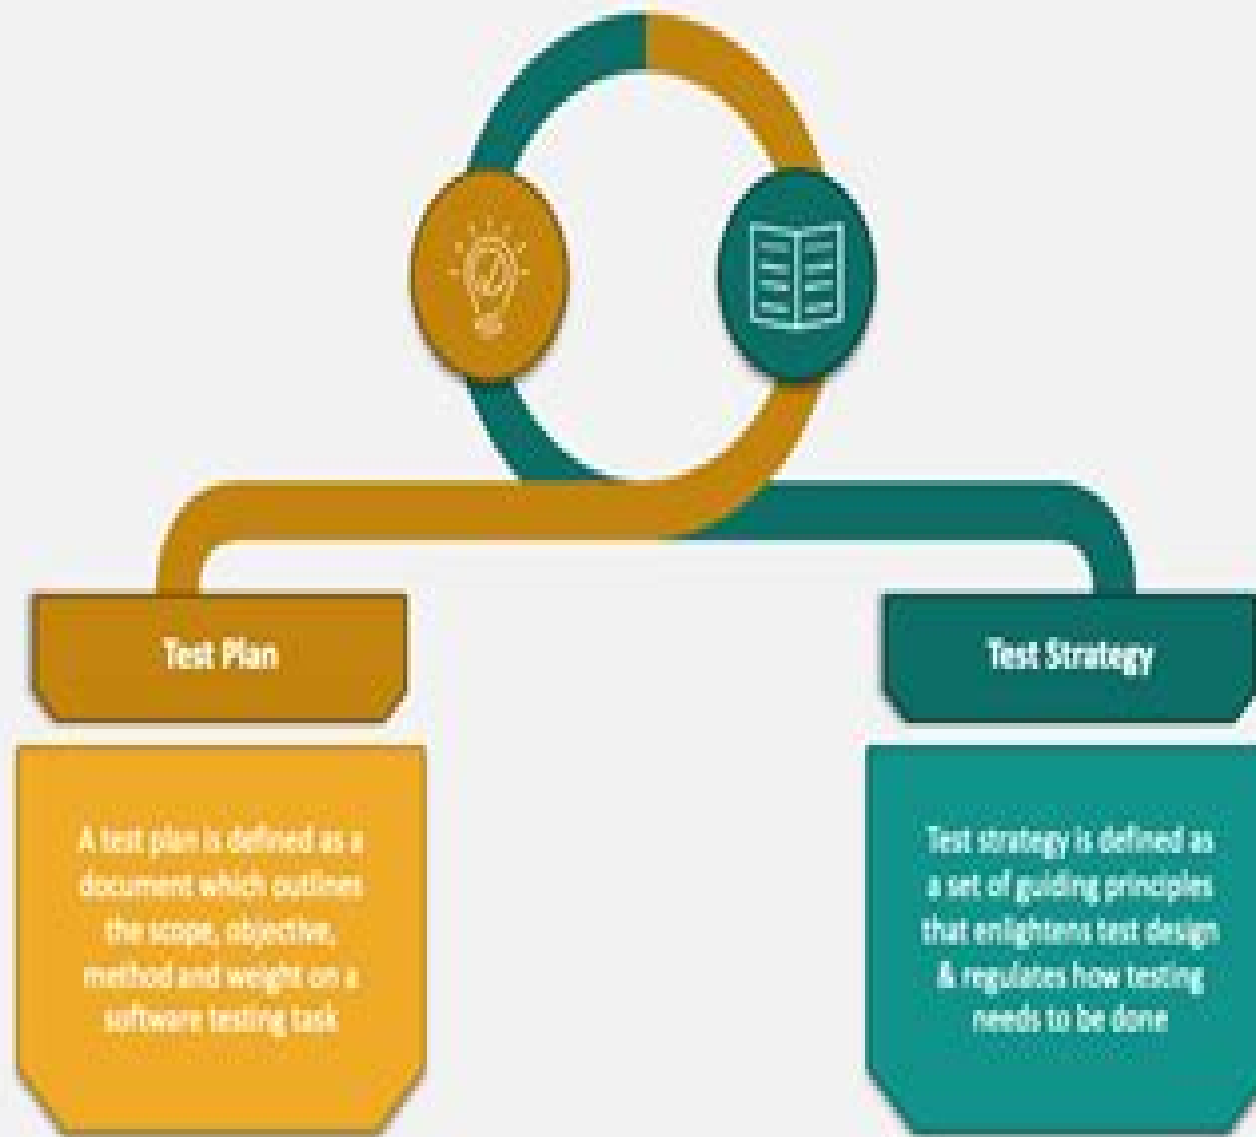 Test Plan
A test plan is defined as a
document which outlines
the scope, objective,
method and weight on a
software testing task
Test Strategy
Test strategy is defined as
a set of guiding principles
that enlightens test design
& regulates how testing
needs to be done